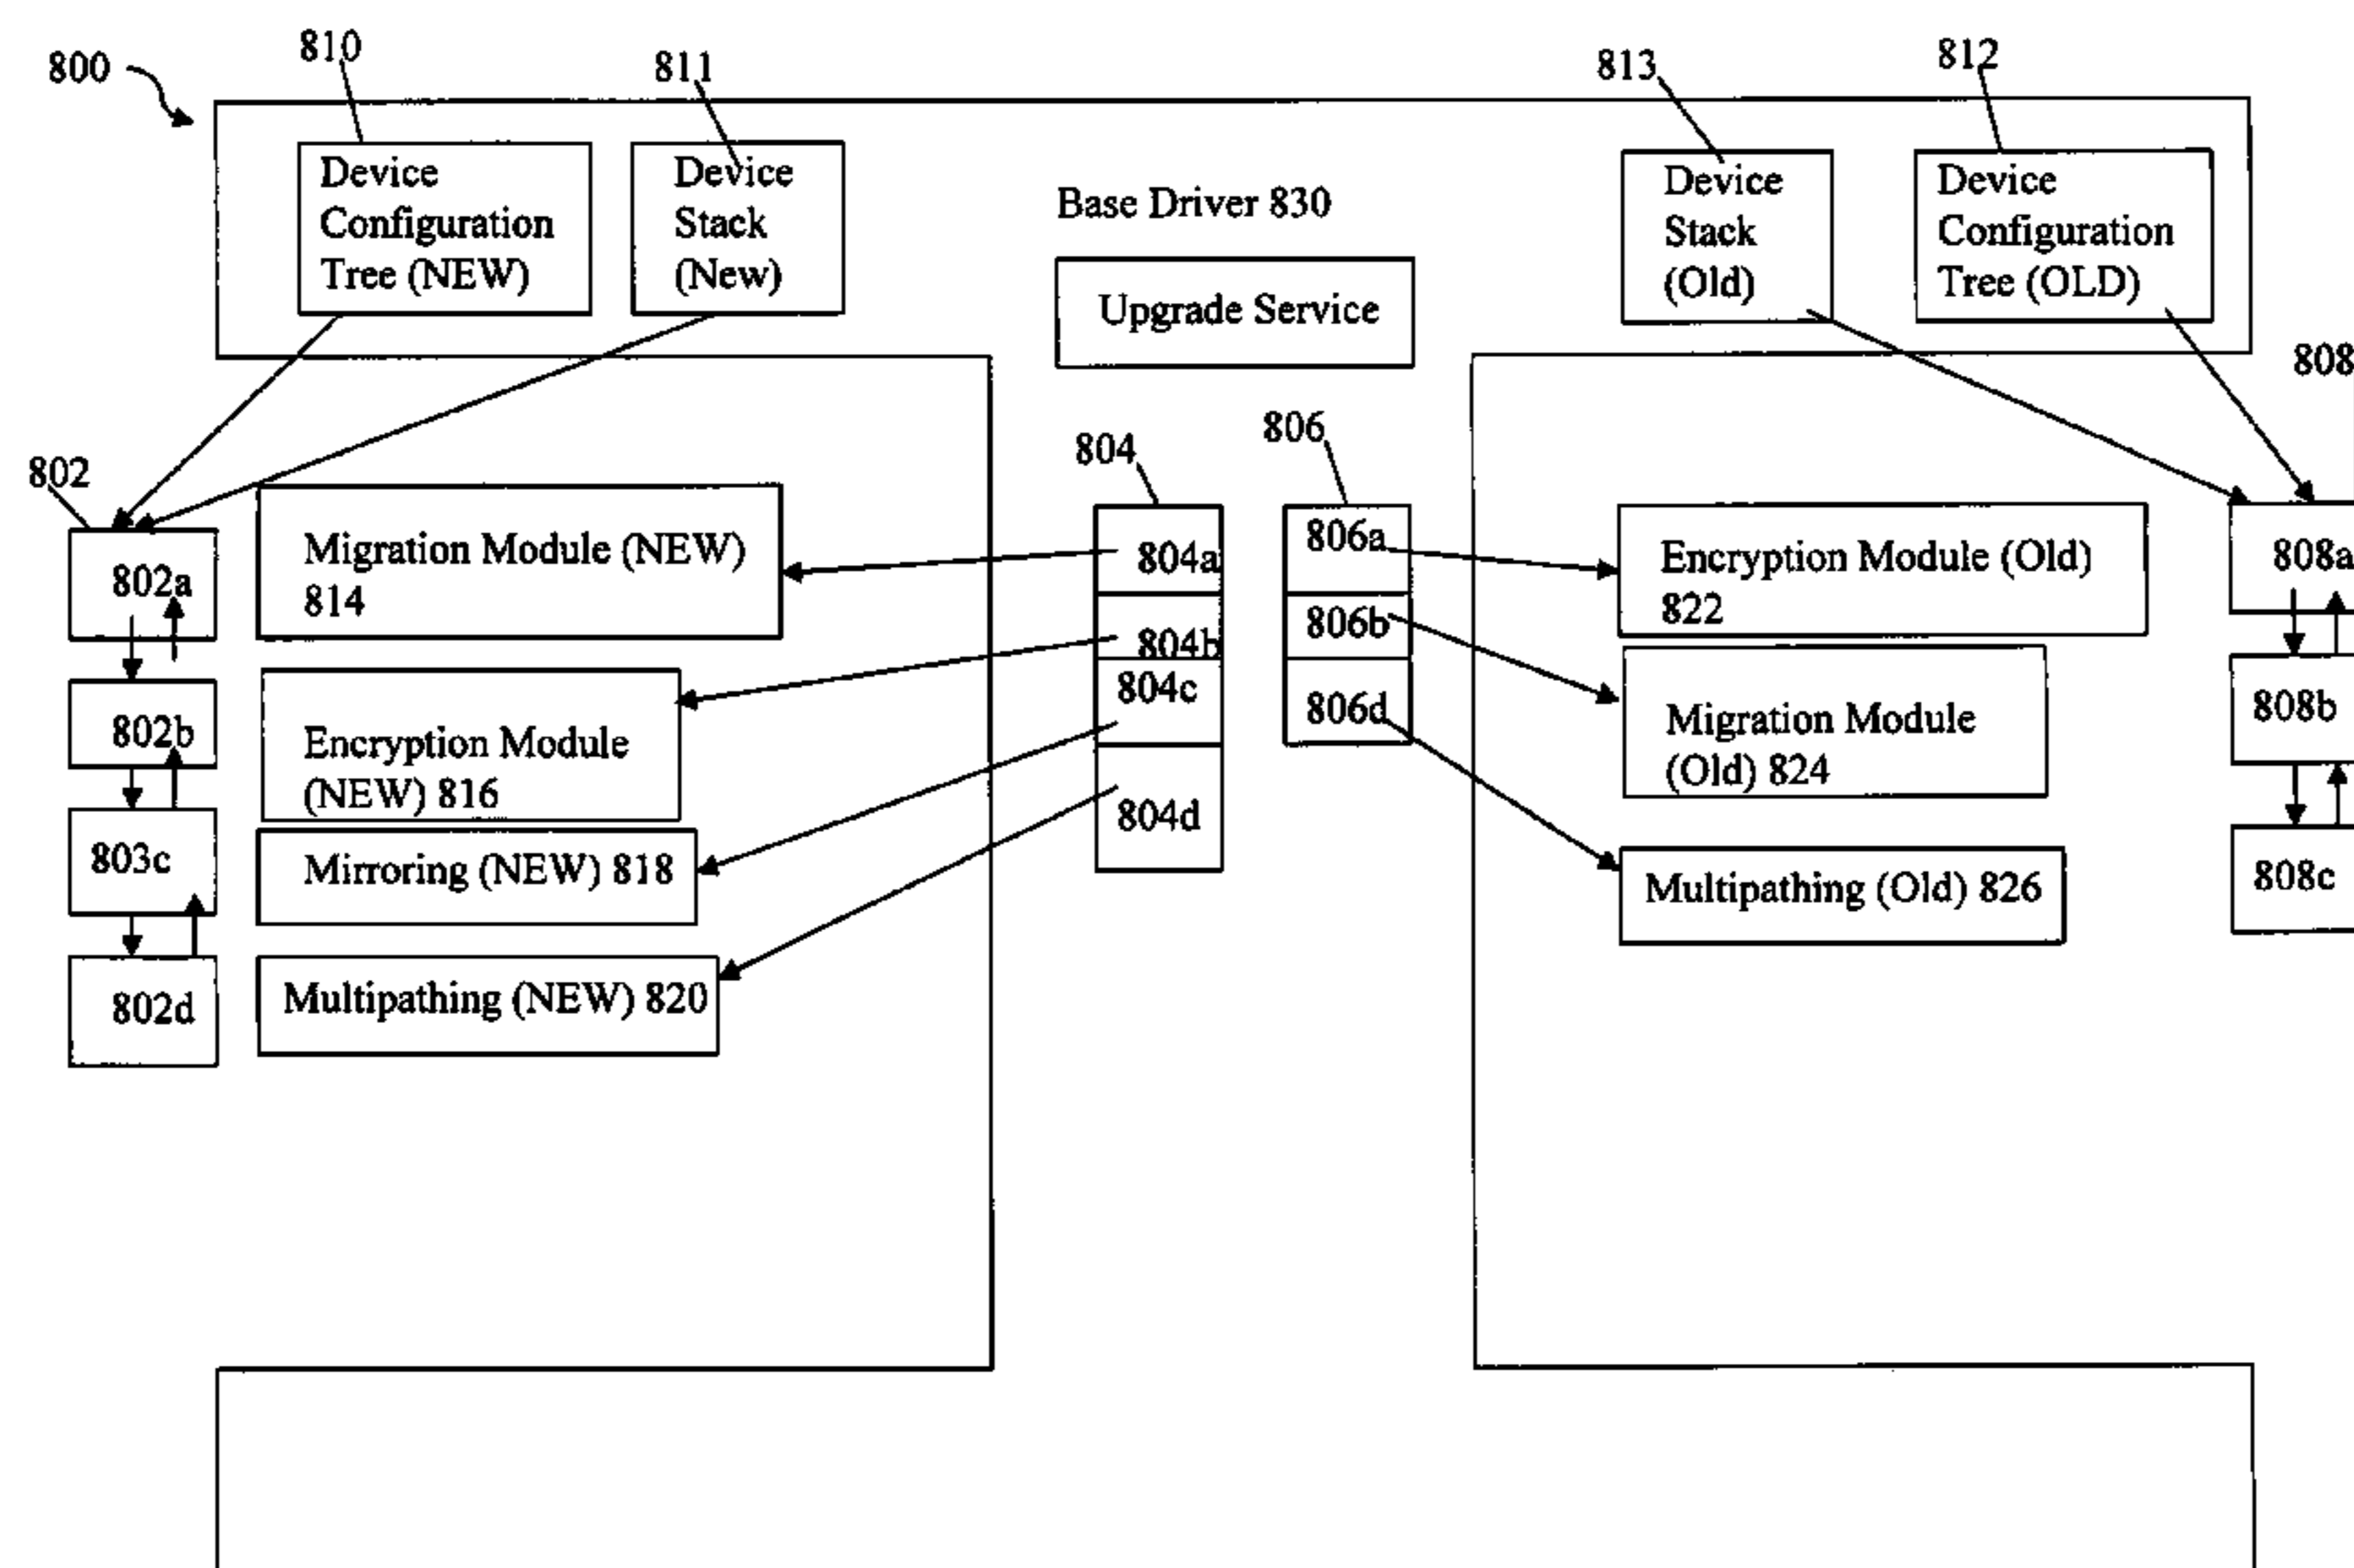 800
810
811
813
812
Device
Configuration
Tree (NEW)
Device
Stack
(New)
Base Driver 830
Upgrade Service
Device
Stack
(Old)
Device
Configuration
Tree (OLD)
808
802
804
806
802a
802b
803c
802d
Migration Module (NEW)
814
Encryption Module
(NEW) 816
Mirroring (NEW) 818
Multipathing (NEW) 820
804a
804b
804c
804d
806a
806b
806d
Encryption Module (Old)
822
Migration Module
(Old) 824
Multipathing (Old) 826
808a
808b
808c